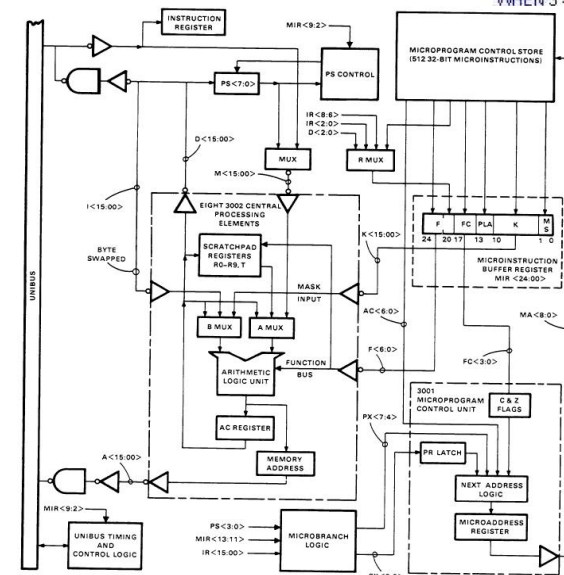 INSTRUCTION
REGISTER
MIR<9:2>
PS<7:0>
PS CONTROL
MICROPROGRAM CONTROL STORE
(512 32-BIT MICROINSTRUCTIONS)
IR<8:6>
IR<2:0>
D<2:0>
D<15:00>
MUX
R MUX
M<15:00>
I<15:00>
EIGHT 3002 CENTRAL
PROCESSING
ELEMENTS
F FC PLA K M S
24 20 17 13 10 1 0
K<15:00>
MICROINSTRUCTION
BUFFER REGISTER
MIR <24:00>
SCRATCHPAD
REGISTERS
R0-R9, T
BYTE
SWAPPED
UNIBUS
MASK
INPUT
AC<6:0>
MA<8:0>
B MUX
A MUX
F<6:0>
FC<3:0>
ARITHMETIC
LOGIC UNIT
FUNCTION
BUS
3001
MICROPROGRAM
CONTROL UNIT
C & Z
FLAGS
AC REGISTER
PX<7:4>
PR LATCH
MEMORY
ADDRESS
A<15:00>
NEXT ADDRESS
LOGIC
MIR<9:2>
PS<3:0>
MIR<13:11>
IR<15:00>
MICROBRANCH
LOGIC
MICROADDRESS
REGISTER
UNIBUS TIMING
AND
CONTROL LOGIC